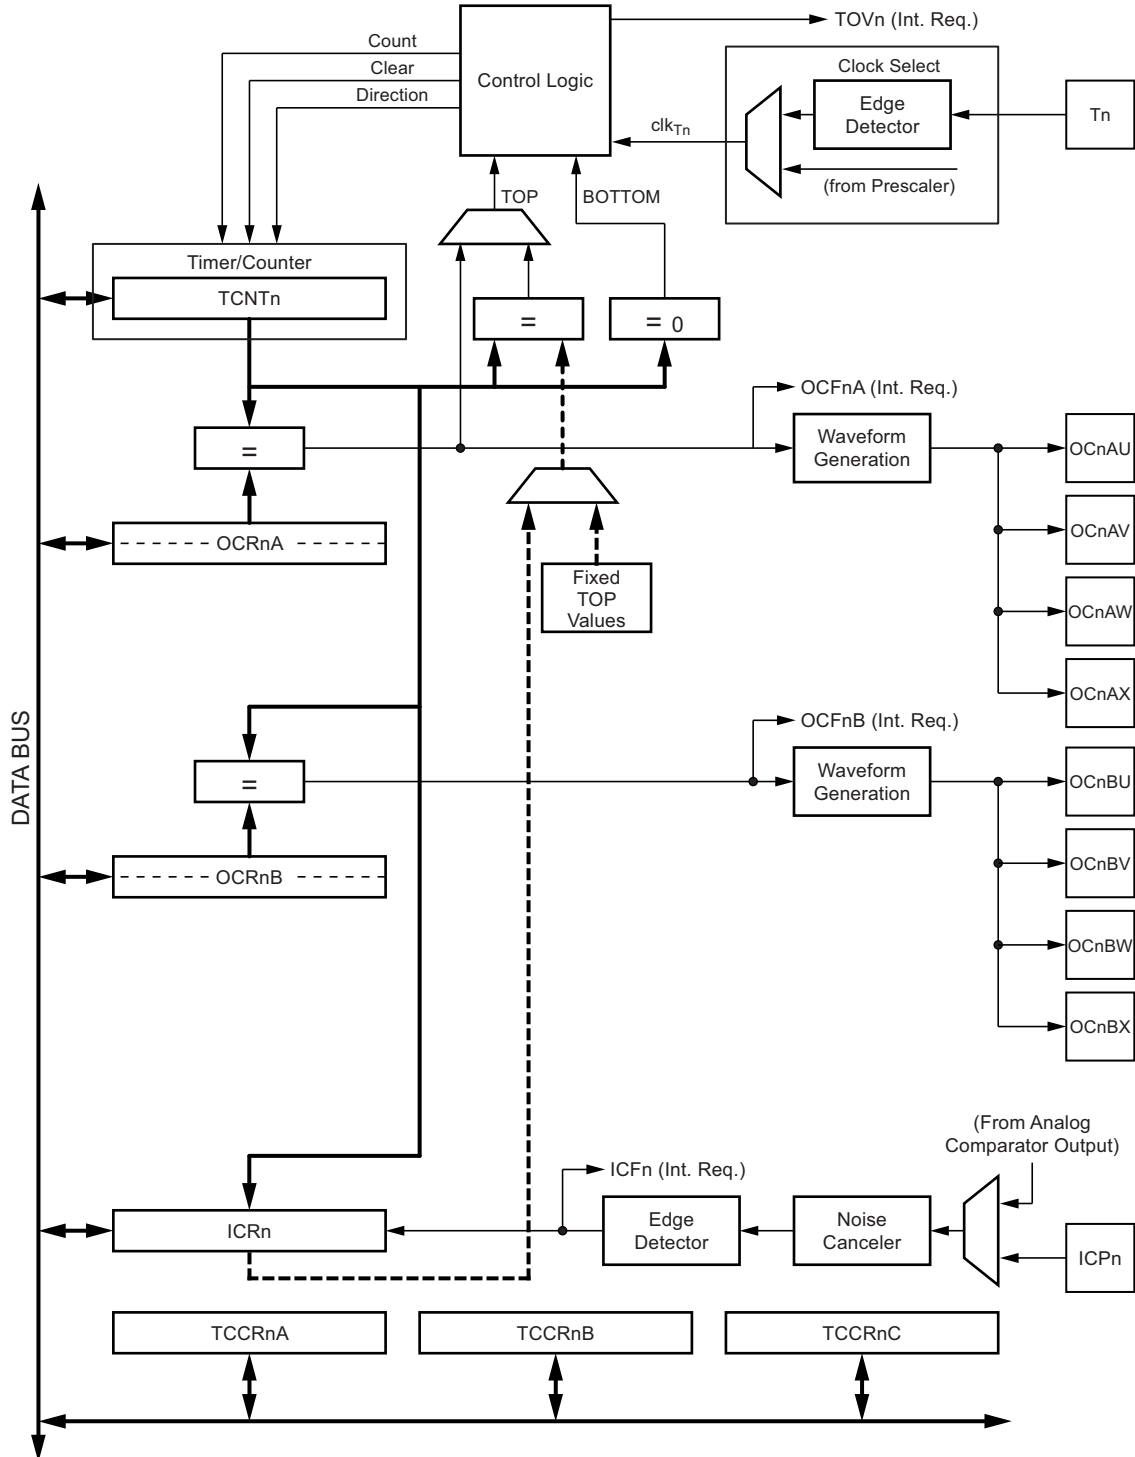 TOVn (Int. Req.)
Count
Clear
Direction
Control Logic
Clock Select
Edge
Detector
Tn
clkTn
(from Prescaler)
TOP
BOTTOM
Timer/Counter
TCNTn
=
= 0
OCFnA (Int. Req.)
=
Waveform
Generation
OCnAU
OCnAV
OCRnA
Fixed
TOP
Values
OCnAW
OCnAX
DATA BUS
OCFnB (Int. Req.)
=
Waveform
Generation
OCnBU
OCnBV
OCRnB
OCnBW
OCnBX
(From Analog
Comparator Output)
ICFn (Int. Req.)
ICRn
Edge
Detector
Noise
Canceler
ICPn
TCCRnA
TCCRnB
TCCRnC